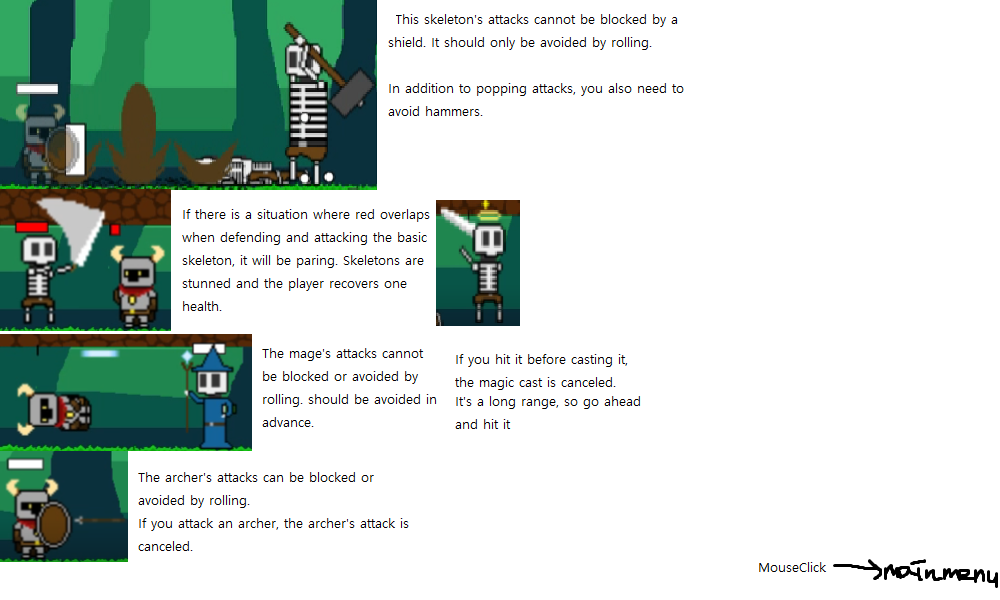 This skeleton's attacks cannot be blocked by a
shield. It should only be avoided by rolling.
In addition to popping attacks, you also need to
avoid hammers.
If there is a situation where red overlaps
when defending and attacking the basic
skeleton, it will be paring. Skeletons are
stunned and the player recovers one
health.
The mage's attacks cannot
be blocked or avoided by
rolling. should be avoided in
advance.
If you hit it before casting it,
the magic cast is canceled.
It's a long range, so go ahead
and hit it
The archer's attacks can be blocked or
avoided by rolling.
If you attack an archer, the archer's attack is
canceled.
MouseClick mainmenu